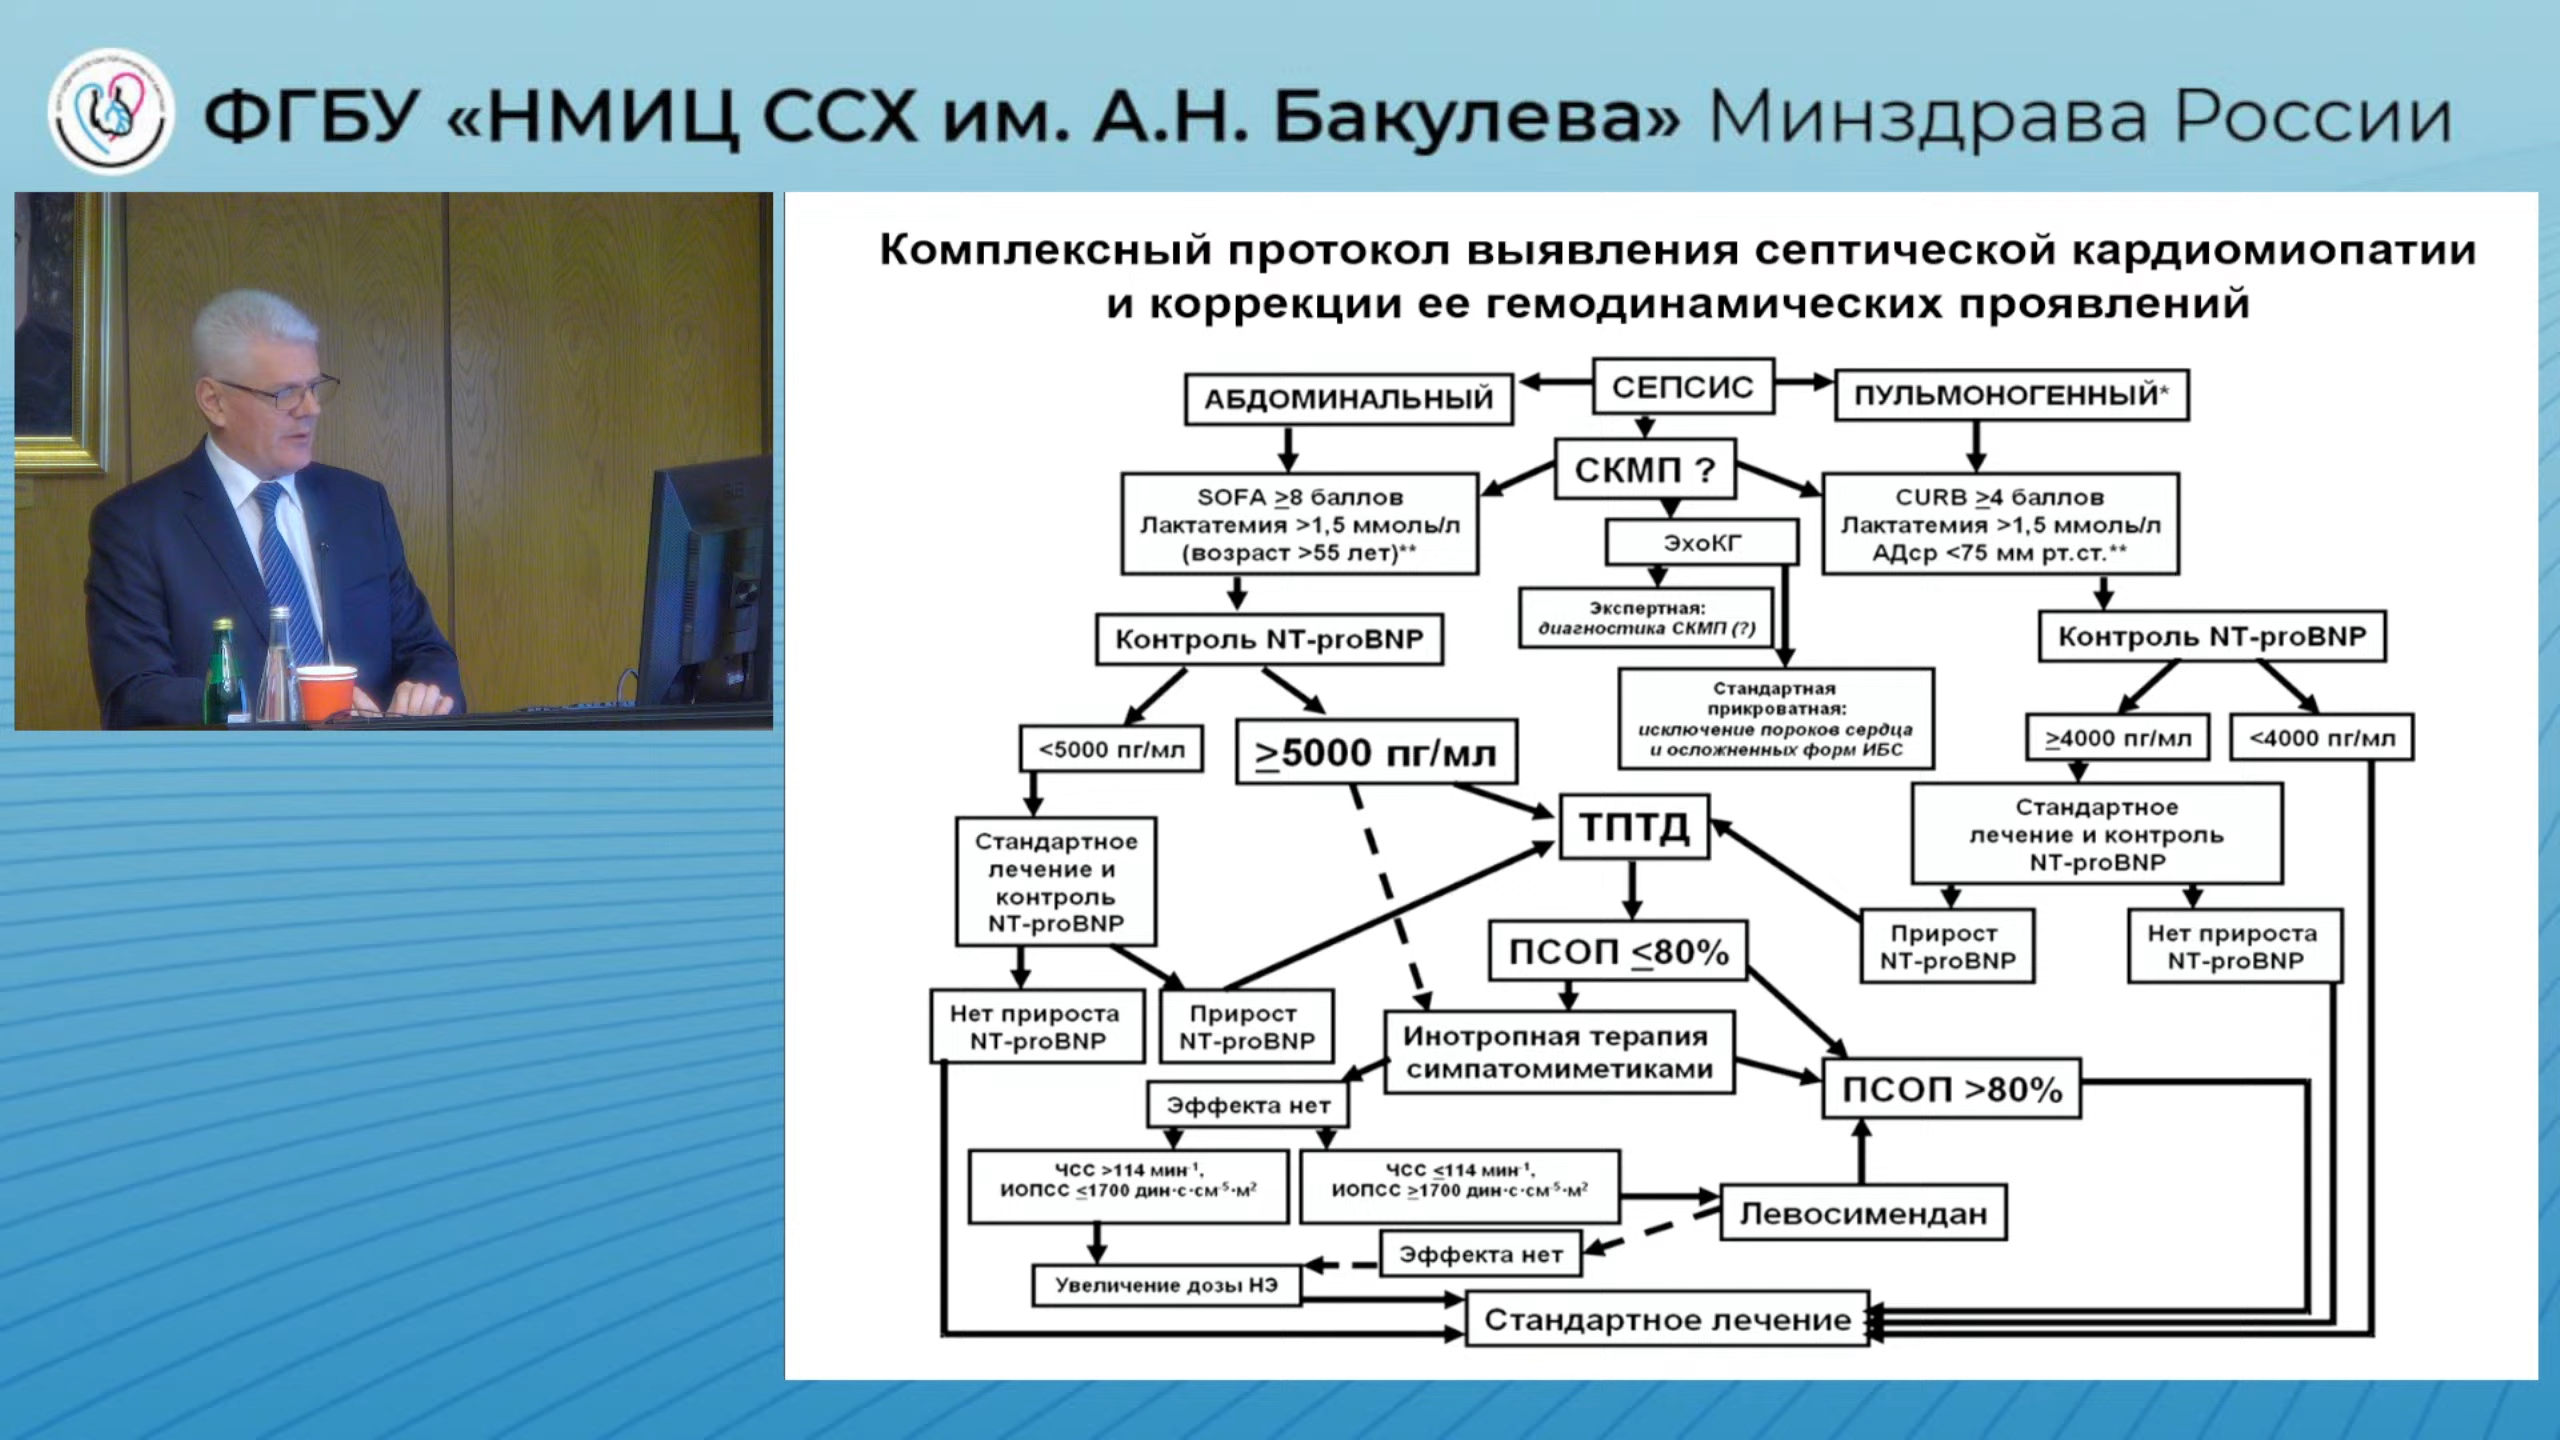 ФГБУ «НМИЦ ССХ им. А.Н. Бакулева» Минздрава России
Комплексный протокол выявления септической кардиомиопатии
и коррекции ее гемодинамических проявлений
АБДОМИНАЛЬНЫЙ
СЕПСИС
ПУЛЬМОНОГЕННЫЙ*
СКМП ?
SOFA ≥8 баллов
Лактатемия >1,5 ммоль/л
(возраст >55 лет)**
ЭхоКГ
CURB ≥4 баллов
Лактатемия >1,5 ммоль/л
АДср <75 мм рт.ст.**
Экспертная:
диагностика СКМП (?)
Контроль NT-proBNP
Контроль NT-proBNP
Стандартная
прикроватная:
исключение пороков сердца
и осложненных форм ИБС
<5000 пг/мл
≥5000 пг/мл
≥4000 пг/мл
<4000 пг/мл
ТПТД
Стандартное
лечение и
контроль
NT-proBNP
Стандартное
лечение и контроль
NT-proBNP
ПСОП ≤80%
Прирост
NT-proBNP
Нет прироста
NT-proBNP
Нет прироста
NT-proBNP
Прирост
NT-proBNP
Инотропная терапия
симпатомиметиками
ПСОП >80%
Эффекта нет
ЧСС >114 мин-1,
ИОПСС ≤1700 дин·с·см-5·м2
ЧСС ≤114 мин-1,
ИОПСС ≥1700 дин·с·см-5·м2
Левосимендан
Эффекта нет
Увеличение дозы НЭ
Стандартное лечение